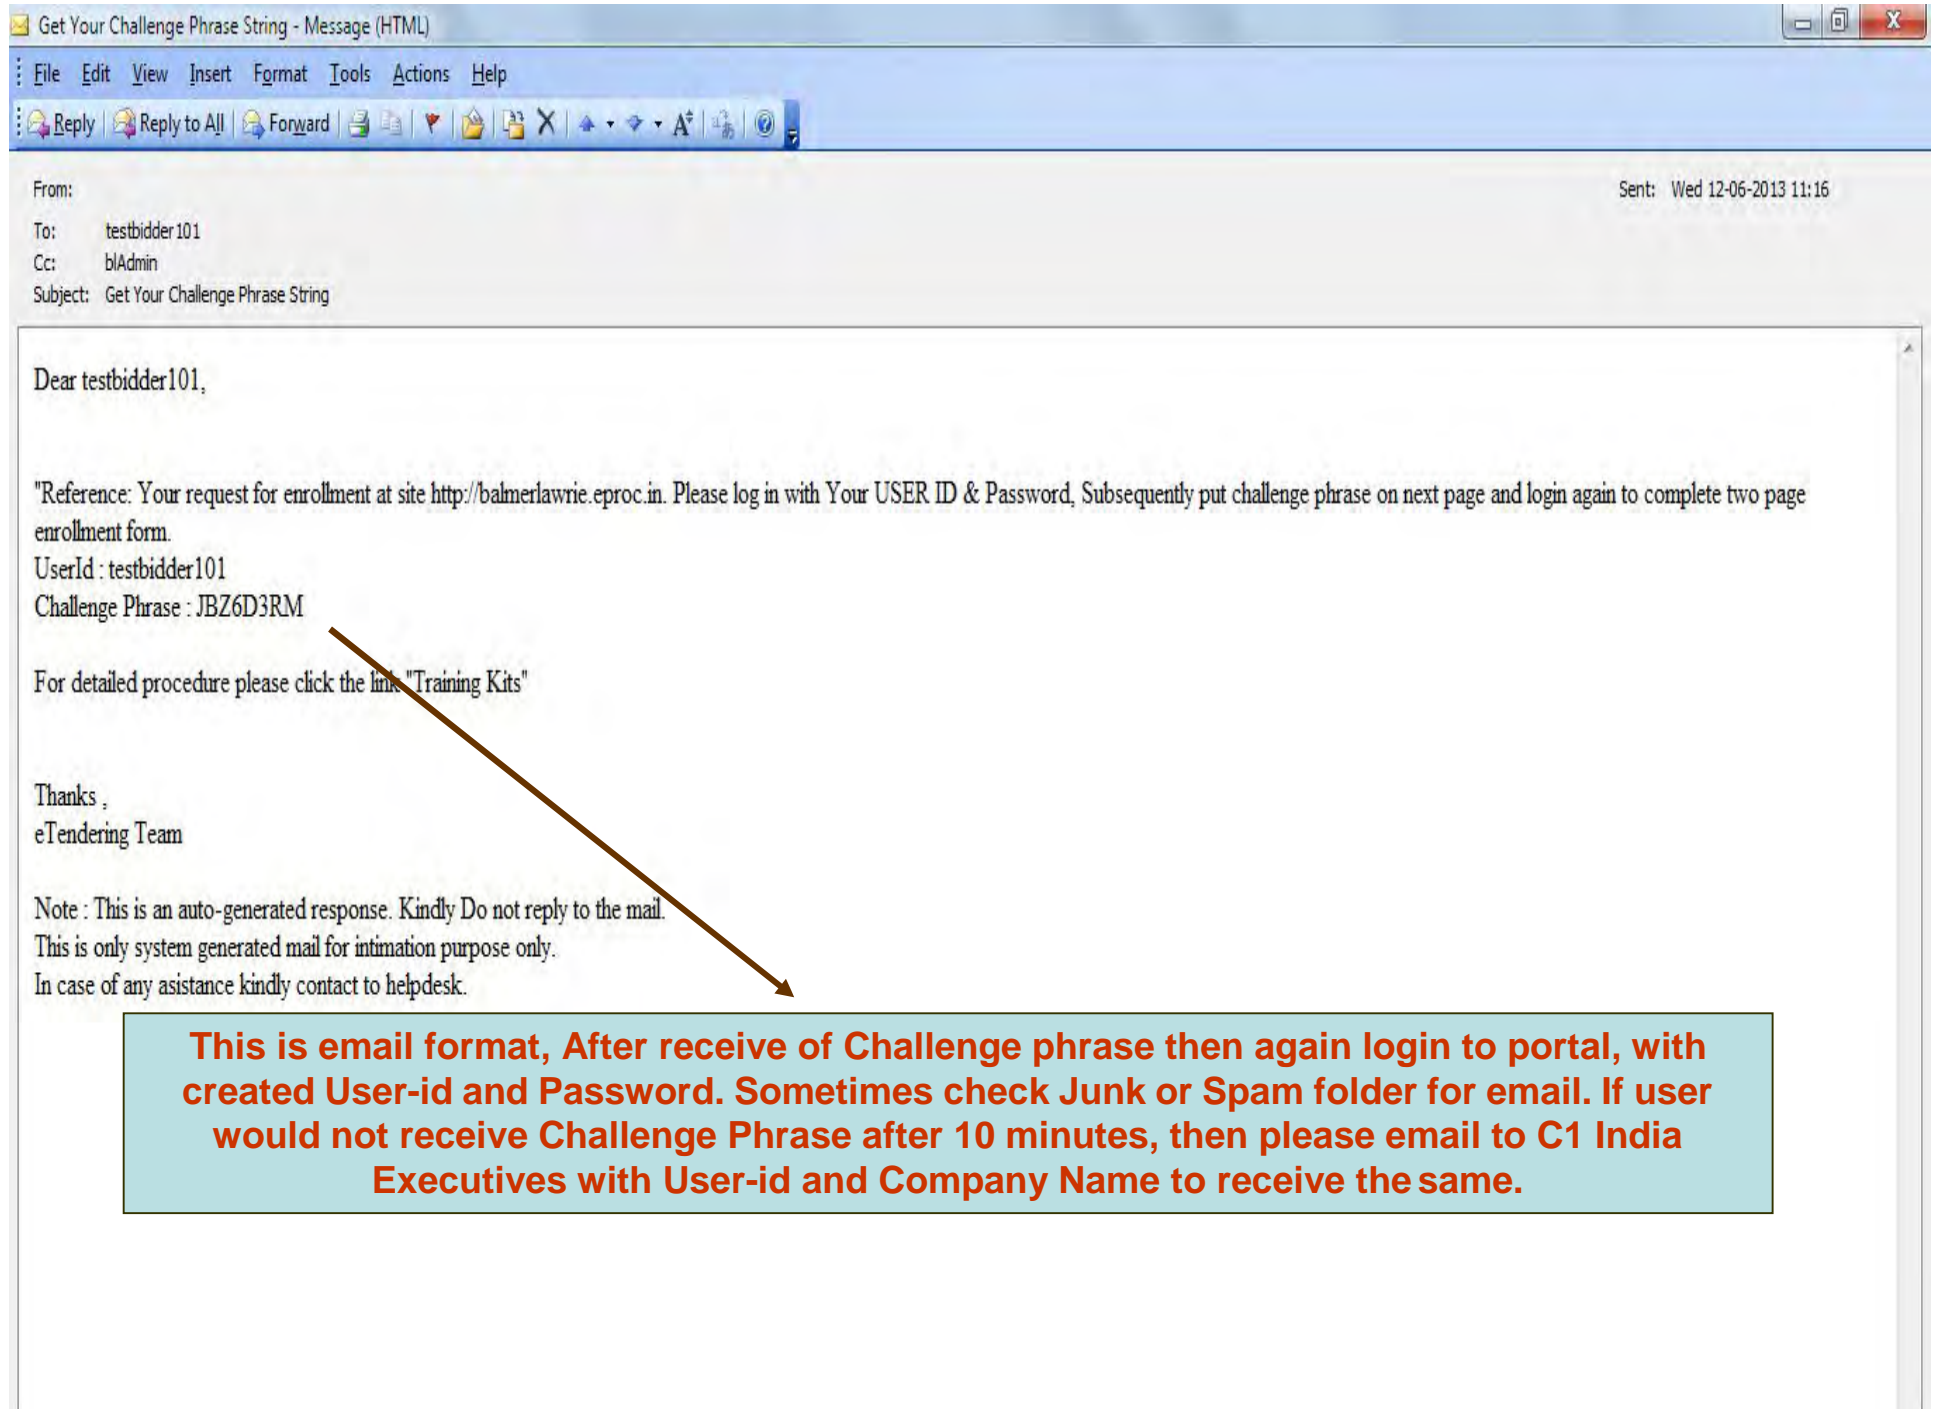 Get Your Challenge Phrase String - Message (HTML)
File Edit View Insert Format Tools Actions Help
Reply Reply to All Forward
From:
Sent: Wed 12-06-2013 11:16
To: testbidder101
Cc: blAdmin
Subject: Get Your Challenge Phrase String
Dear testbidder101,
"Reference: Your request for enrollment at site http://balmerlawrie.eproc.in. Please log in with Your USER ID & Password, Subsequently put challenge phrase on next page and login again to complete two page
enrollment form.
UserId : testbidder101
Challenge Phrase : JBZ6D3RM
For detailed procedure please click the link "Training Kits"
Thanks ,
eTendering Team
Note : This is an auto-generated response. Kindly Do not reply to the mail.
This is only system generated mail for intimation purpose only.
In case of any asistance kindly contact to helpdesk.
This is email format, After receive of Challenge phrase then again login to portal, with
created User-id and Password. Sometimes check Junk or Spam folder for email. If user
would not receive Challenge Phrase after 10 minutes, then please email to C1 India
Executives with User-id and Company Name to receive the same.